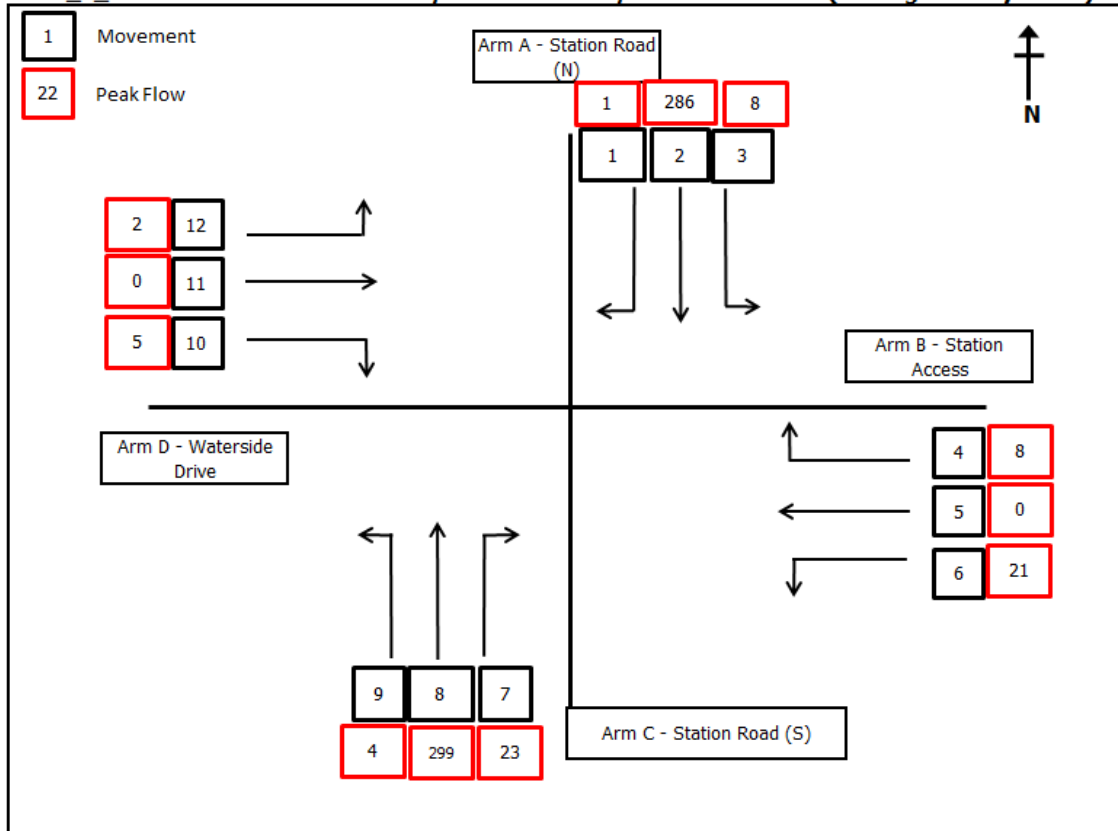 1 Movement
22 Peak Flow
Arm A - Station Road
(N)
N
1 286 8
1 2 3
2 12
0 11
5 10
Arm B - Station
Access
Arm D - Waterside
Drive
4 8
5 0
6 21
9 8 7
4 299 23
Arm C - Station Road (S)